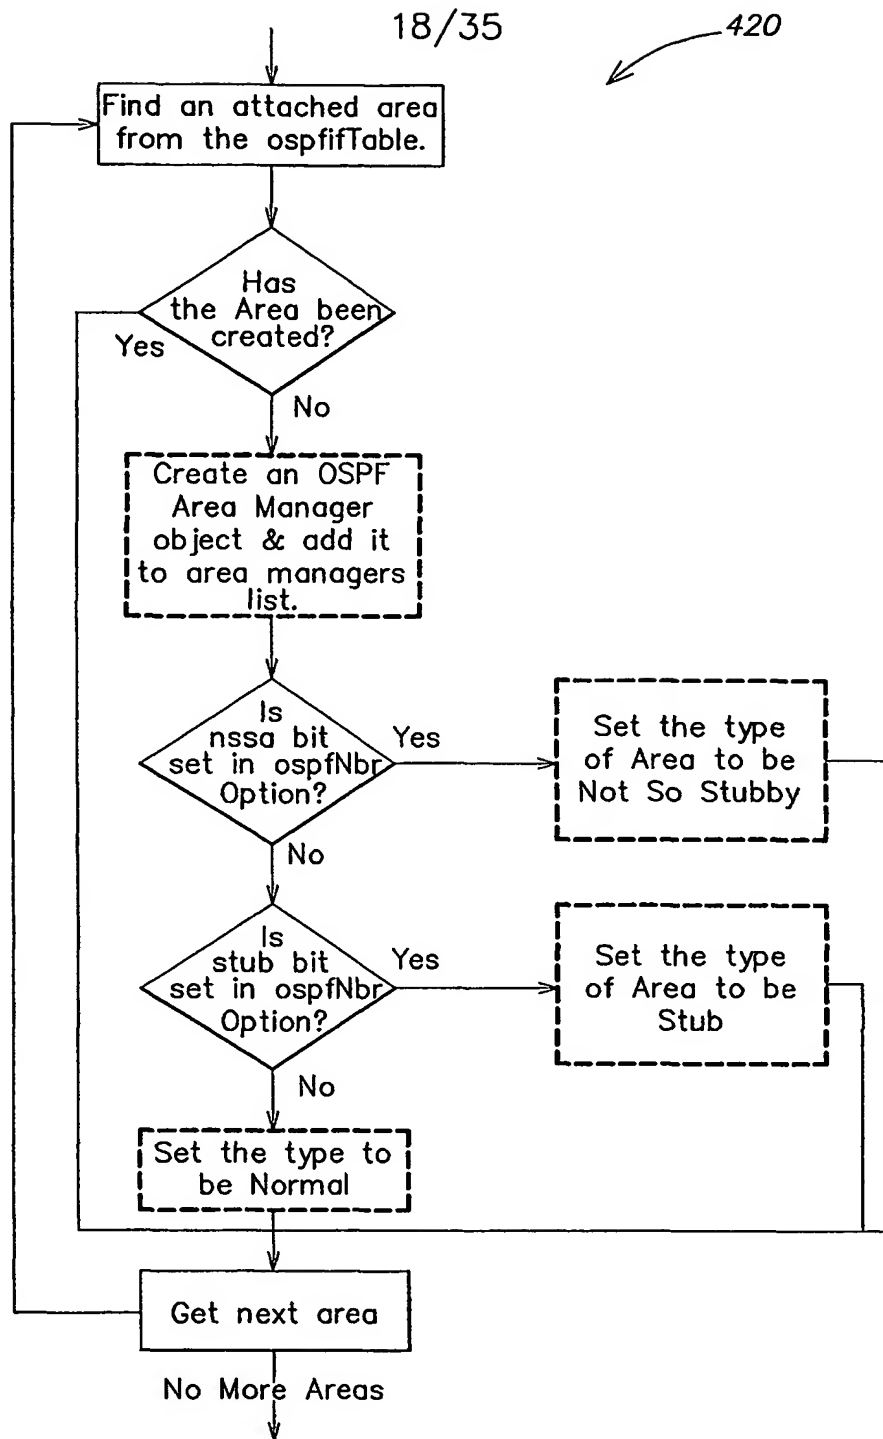 18/35
420
Find an attached area
from the ospfifTable.
Has
the Area been
created?
Yes
No
Create an OSPF
Area Manager
object & add it
to area managers
list.
Is
nssa bit
set in ospfNbr
Option?
Yes
Set the type
of Area to be
Not So Stubby
No
Is
stub bit
set in ospfNbr
Option?
Yes
Set the type
of Area to be
Stub
No
Set the type to
be Normal
Get next area
No More Areas